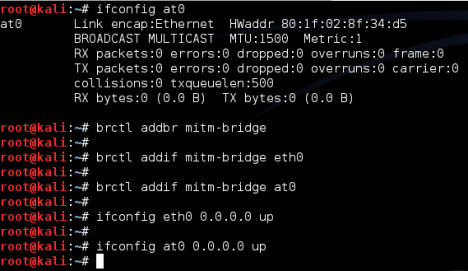 root@kali:~# ifconfig at0
at0       Link encap:Ethernet  HWaddr 80:1f:02:8f:34:d5
          BROADCAST MULTICAST  MTU:1500  Metric:1
          RX packets:0 errors:0 dropped:0 overruns:0 frame:0
          TX packets:0 errors:0 dropped:0 overruns:0 carrier:0
          collisions:0 txqueuelen:500
          RX bytes:0 (0.0 B)  TX bytes:0 (0.0 B)
root@kali:~# brctl addbr mitm-bridge
root@kali:~#
root@kali:~# brctl addif mitm-bridge eth0
root@kali:~#
root@kali:~# brctl addif mitm-bridge at0
root@kali:~#
root@kali:~# ifconfig eth0 0.0.0.0 up
root@kali:~#
root@kali:~# ifconfig at0 0.0.0.0 up
root@kali:~#